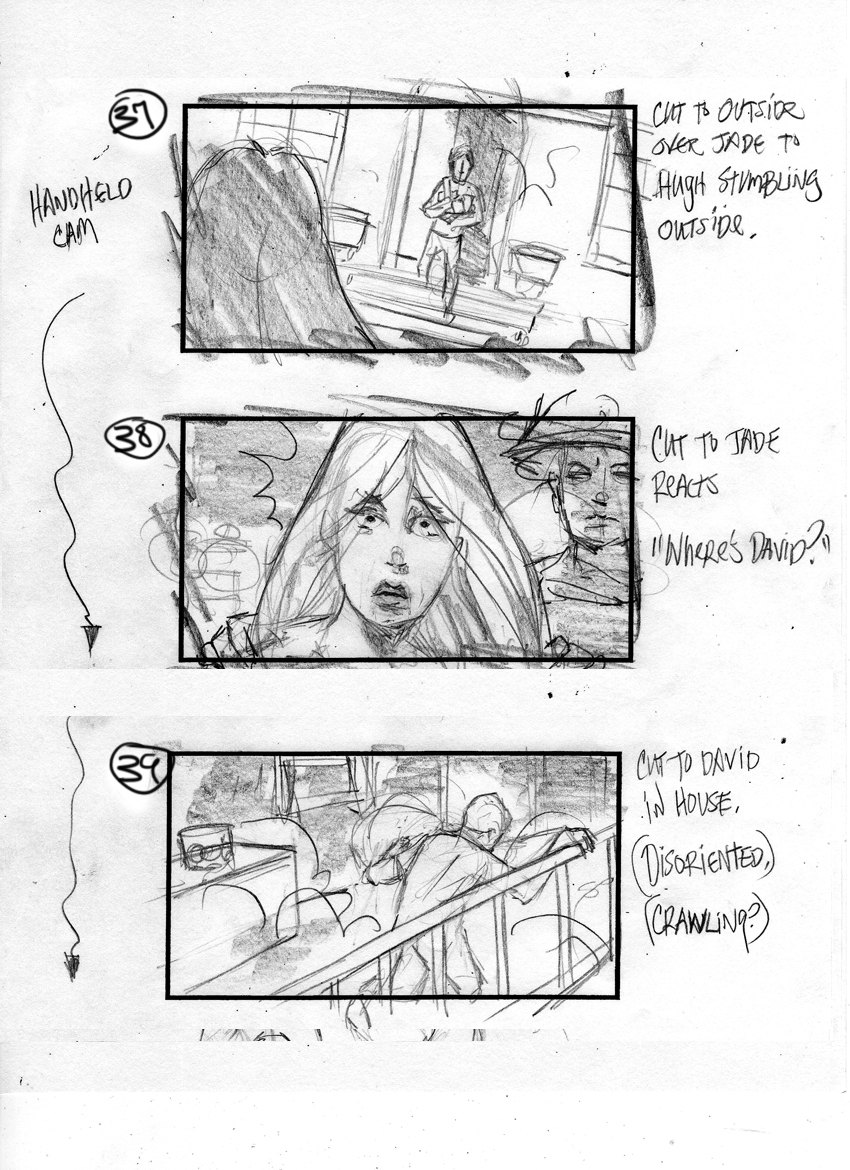 37
CUT TO OUTSIDE
OVER JADE TO
HUGH STUMBLING
OUTSIDE.
HANDHELD
CAM
38
CUT TO JADE
REACTS
"WHERE'S DAVID?"
39
CUT TO DAVID
IN HOUSE.
(DISORIENTED,)
(CRAWLING?)